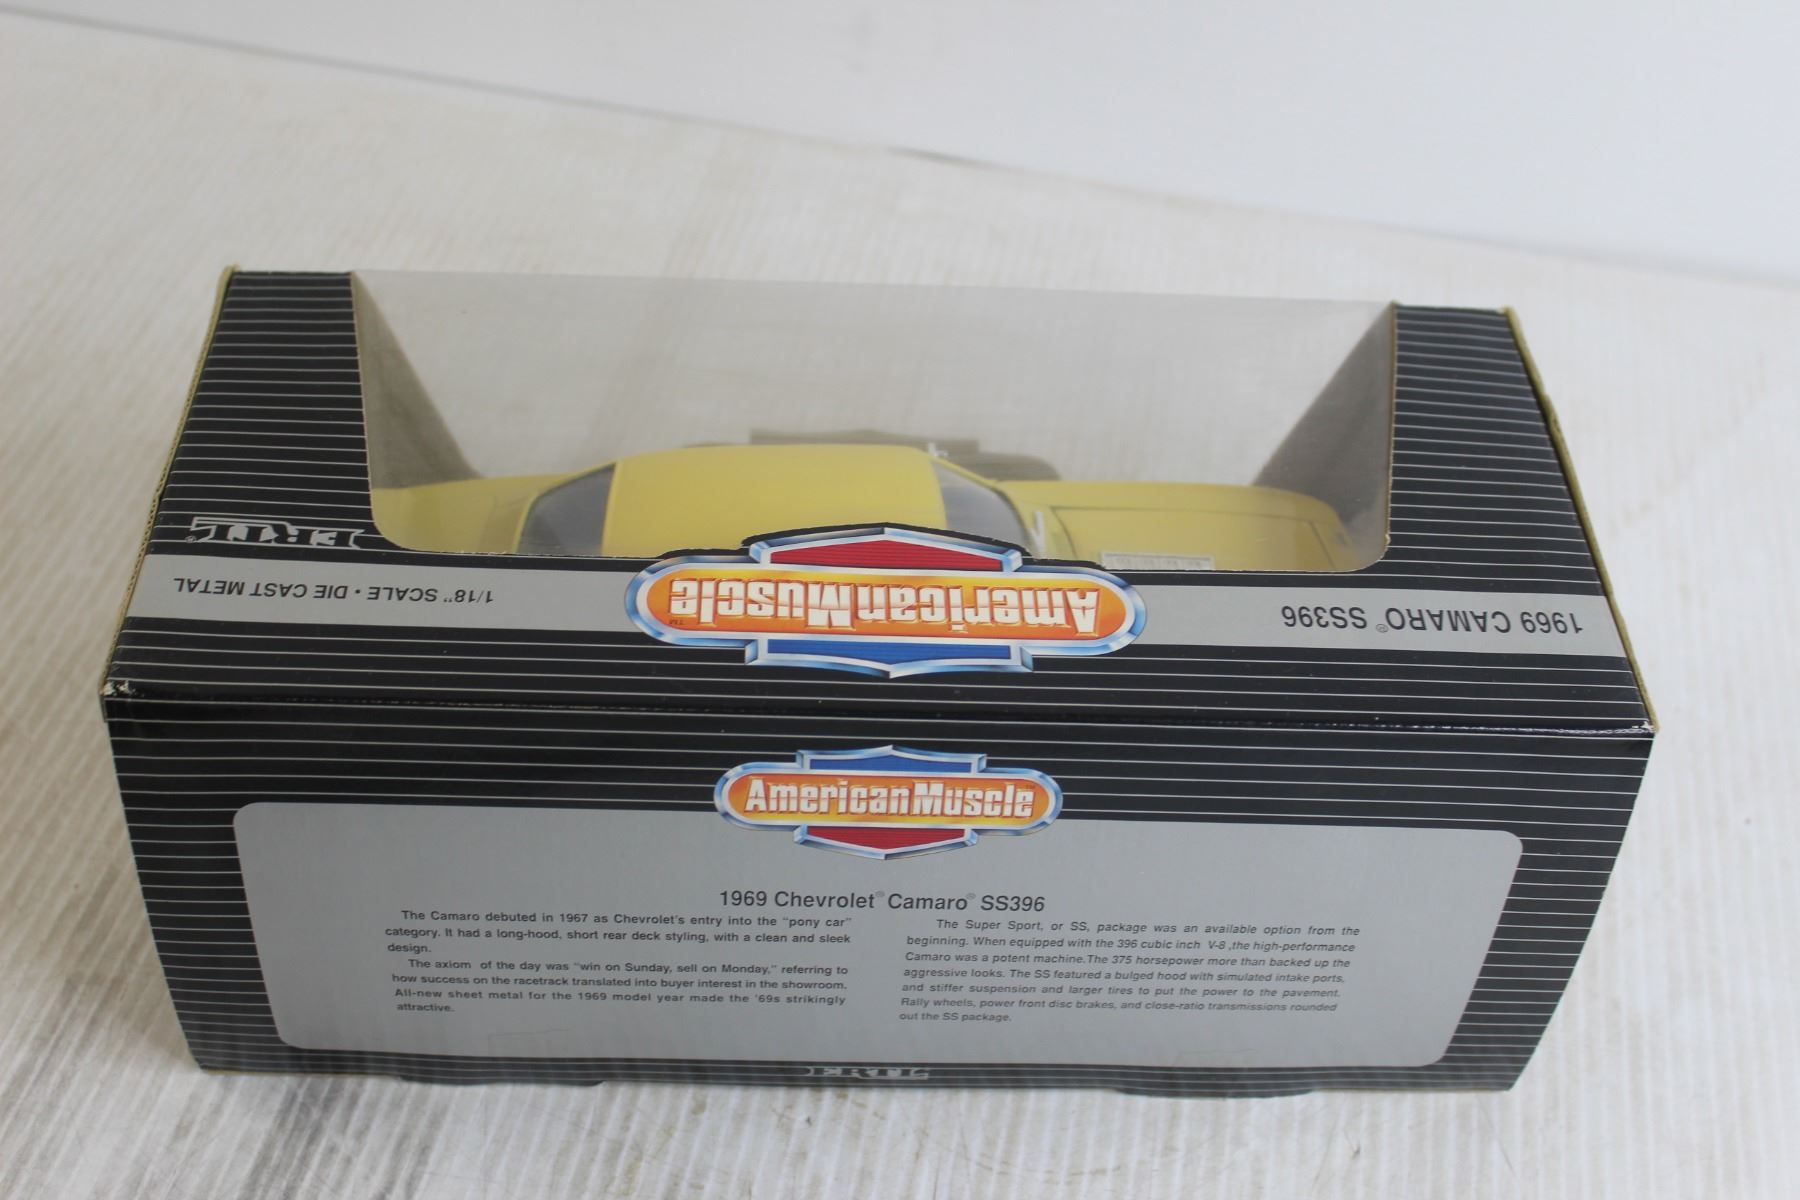 ERTL®
1/18" SCALE • DIE CAST METAL
AmericanMuscle™
1969 CAMARO® SS396
AmericanMuscle™
1969 Chevrolet® Camaro® SS396
The Camaro debuted in 1967 as Chevrolet's entry into the "pony car"
category. It had a long-hood, short rear deck styling, with a clean and sleek
design.
The axiom of the day was "win on Sunday, sell on Monday," referring to
how success on the racetrack translated into buyer interest in the showroom.
All-new sheet metal for the 1969 model year made the '69s strikingly
attractive.
The Super Sport, or SS, package was an available option from the
beginning. When equipped with the 396 cubic inch V-8 ,the high-performance
Camaro was a potent machine.The 375 horsepower more than backed up the
aggressive looks. The SS featured a bulged hood with simulated intake ports,
and stiffer suspension and larger tires to put the power to the pavement.
Rally wheels, power front disc brakes, and close-ratio transmissions rounded
out the SS package.
ERTL